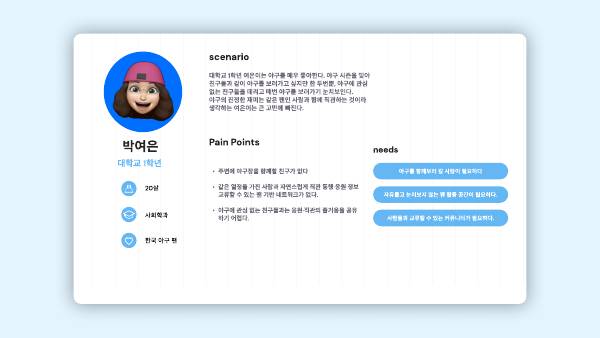 박여은
대학교 1학년
20살
사회학과
한국 야구 팬
scenario
대학교 1학년 여은이는 야구를 매우 좋아한다. 야구 시즌을 맞아
친구들과 같이 야구를 보러가고 싶지만 한 두번뿐, 야구에 관심
없는 친구들을 데리고 매번 야구를 보러가기 눈치보인다.
야구의 진정한 재미는 같은 팬인 사람과 함께 직관하는 것이라
생각하는 여은이는 큰 고민에 빠진다.
Pain Points
• 주변에 야구장을 함께할 친구가 없다
• 같은 열정을 가진 사람과 자연스럽게 직관 동행·응원 정보
교류할 수 있는 팬 기반 네트워크가 없다.
• 야구에 관심 없는 친구들과는 응원·직관의 즐거움을 공유
하기 어렵다.
needs
야구를 함께보러 갈 사람이 필요하다
자유롭고 눈치보지 않는 팬 활동 공간이 필요하다.
사람들과 교류할 수 있는 커뮤니티가 필요하다.